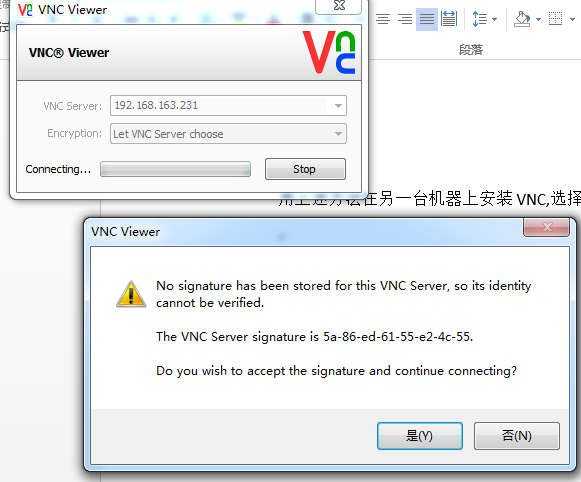 VNC Viewer
段落
VNC® Viewer
VNC Server: 192.168.163.231
Encryption: Let VNC Server choose
Connecting... Stop
用上述方法在另一台机器上安装 VNC,选择
VNC Viewer
No signature has been stored for this VNC Server, so its identity
cannot be verified.
The VNC Server signature is 5a-86-ed-61-55-e2-4c-55.
Do you wish to accept the signature and continue connecting?
是(Y) 否(N)